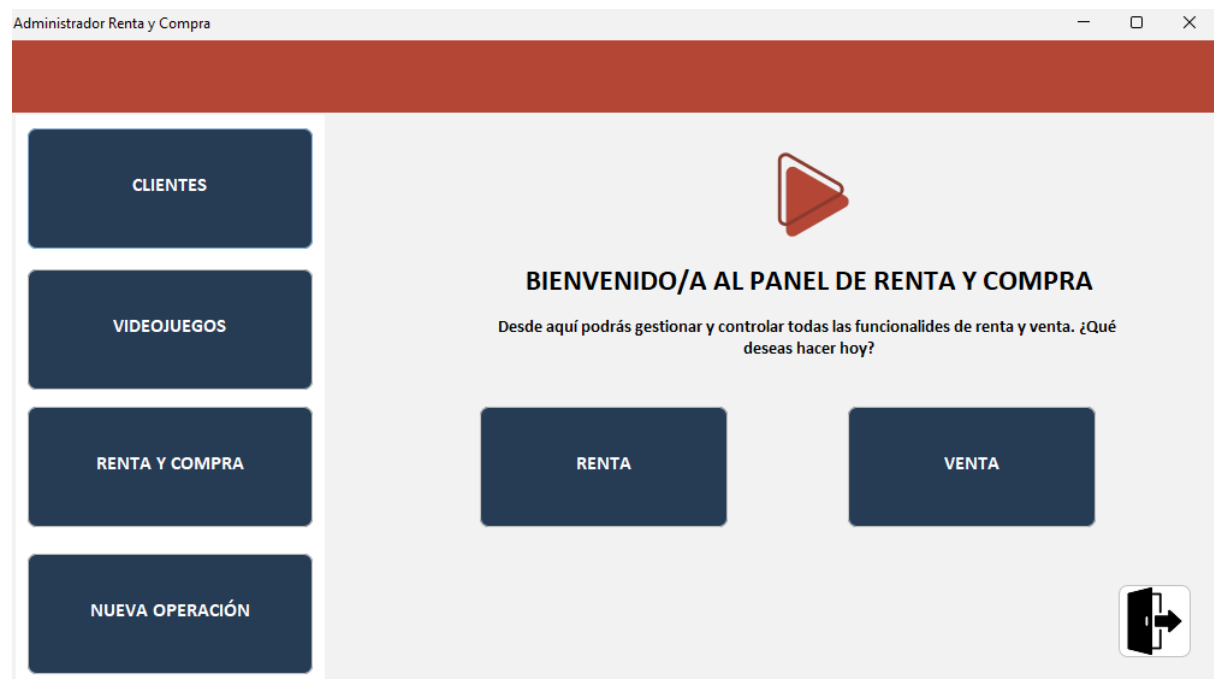 Administrador Renta y Compra
CLIENTES
VIDEOJUEGOS
RENTA Y COMPRA
NUEVA OPERACIÓN
BIENVENIDO/A AL PANEL DE RENTA Y COMPRA
Desde aquí podrás gestionar y controlar todas las funcionalides de renta y venta. ¿Qué
deseas hacer hoy?
RENTA
VENTA